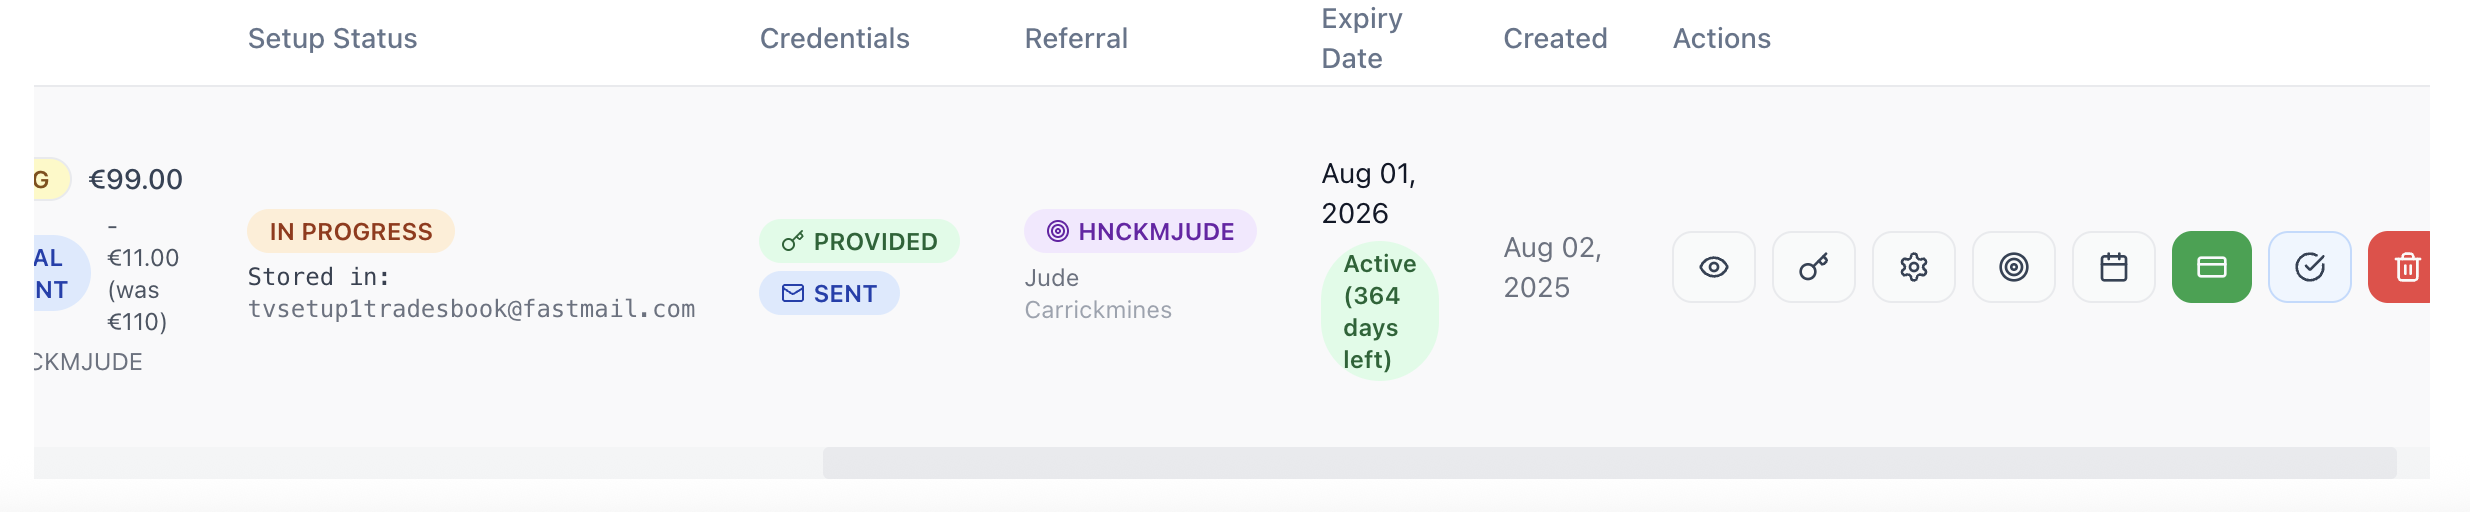 Setup Status
Credentials
Referral
Expiry
Date
Created
Actions
G
€99.00
AL
NT
-
€11.00
(was
€110)
CKMJUDE
IN PROGRESS
Stored in:
tvsetup1tradesbook@fastmail.com
PROVIDED
SENT
HNCKMJUDE
Jude
Carrickmines
Aug 01,
2026
Active
(364
days
left)
Aug 02,
2025